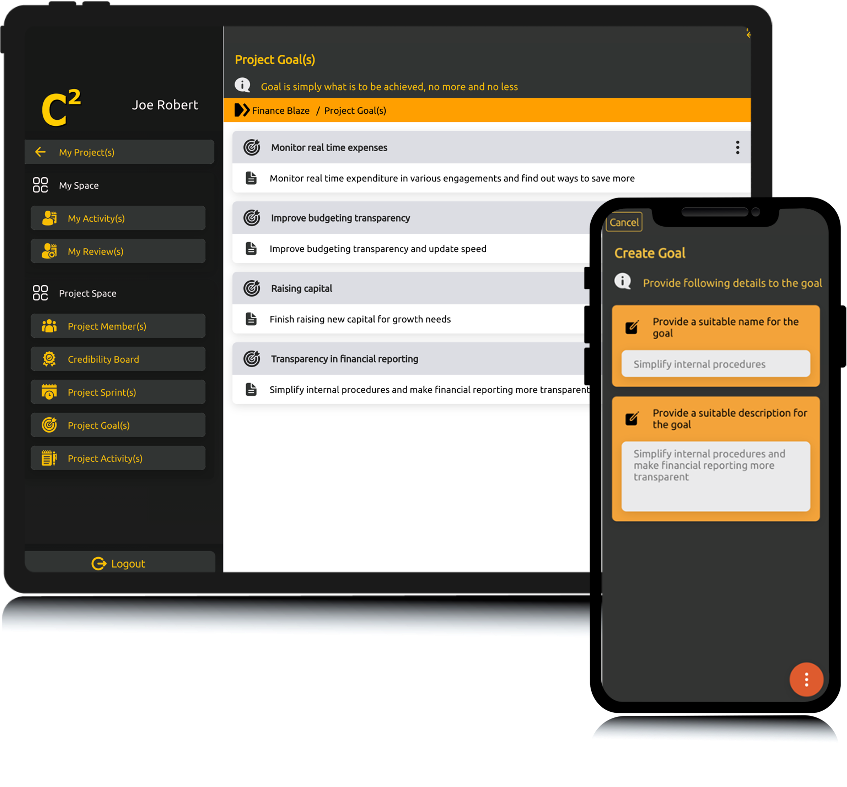 C²
Joe Robert
My Project(s)
My Space
My Activity(s)
My Review(s)
Project Space
Project Member(s)
Credibility Board
Project Sprint(s)
Project Goal(s)
Project Activity(s)
Logout
Project Goal(s)
i Goal is simply what is to be achieved, no more and no less
Finance Blaze / Project Goal(s)
Monitor real time expenses
Monitor real time expenditure in various engagements and find out ways to save more
Improve budgeting transparency
Improve budgeting transparency and update speed
Raising capital
Finish raising new capital for growth needs
Transparency in financial reporting
Simplify internal procedures and make financial reporting more transparent
Cancel
Create Goal
i Provide following details to the goal
Provide a suitable name for the
goal
Simplify internal procedures
Provide a suitable description for
the goal
Simplify internal procedures and
make financial reporting more
transparent